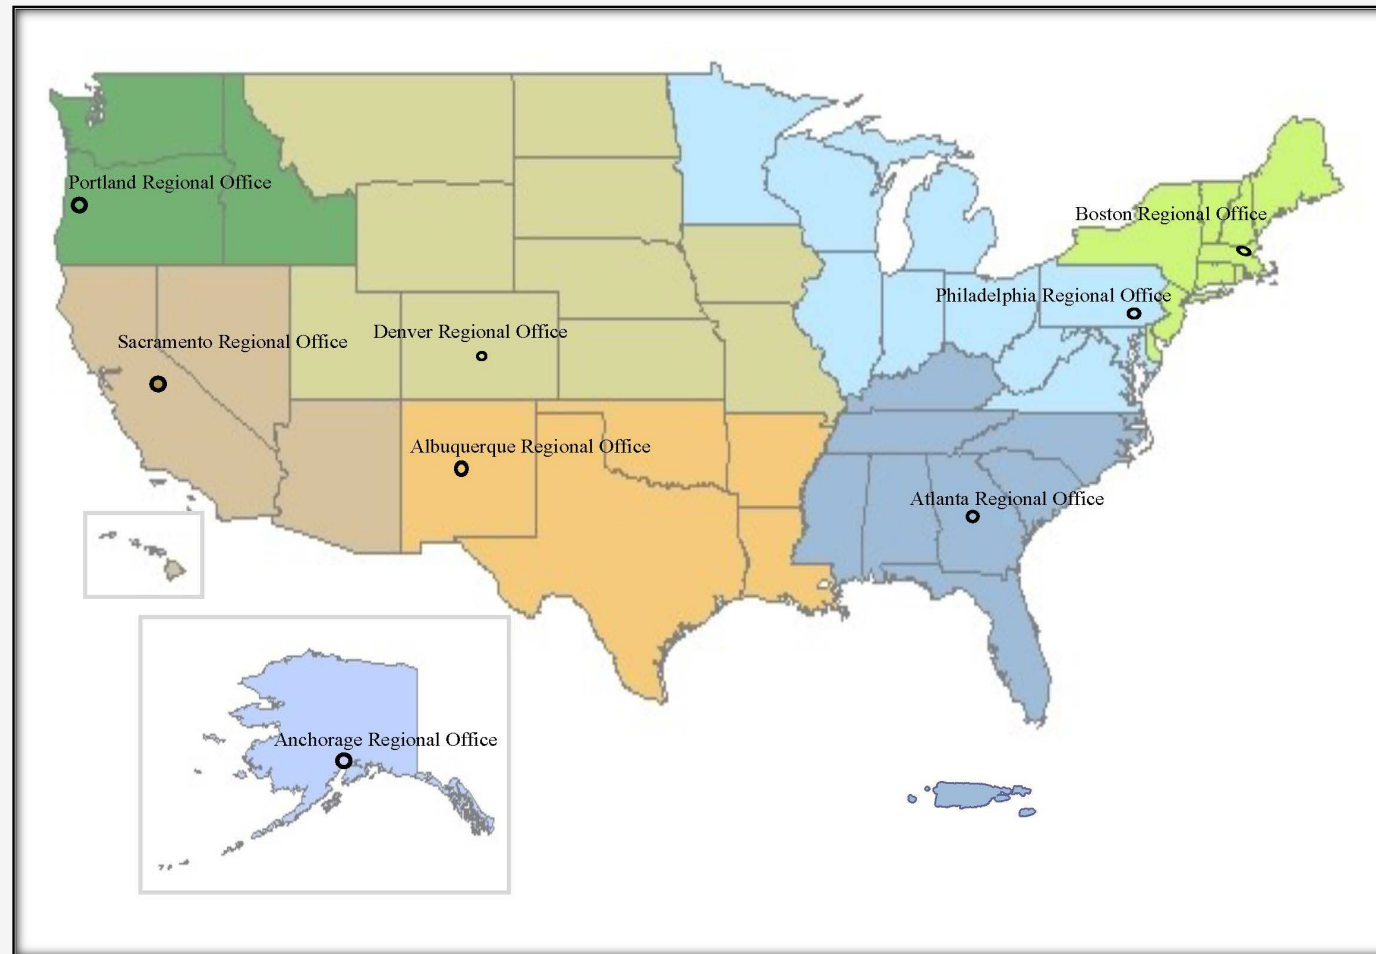 Portland Regional Office
Boston Regional Office
Philadelphia Regional Office
Denver Regional Office
Sacramento Regional Office
Albuquerque Regional Office
Atlanta Regional Office
Anchorage Regional Office